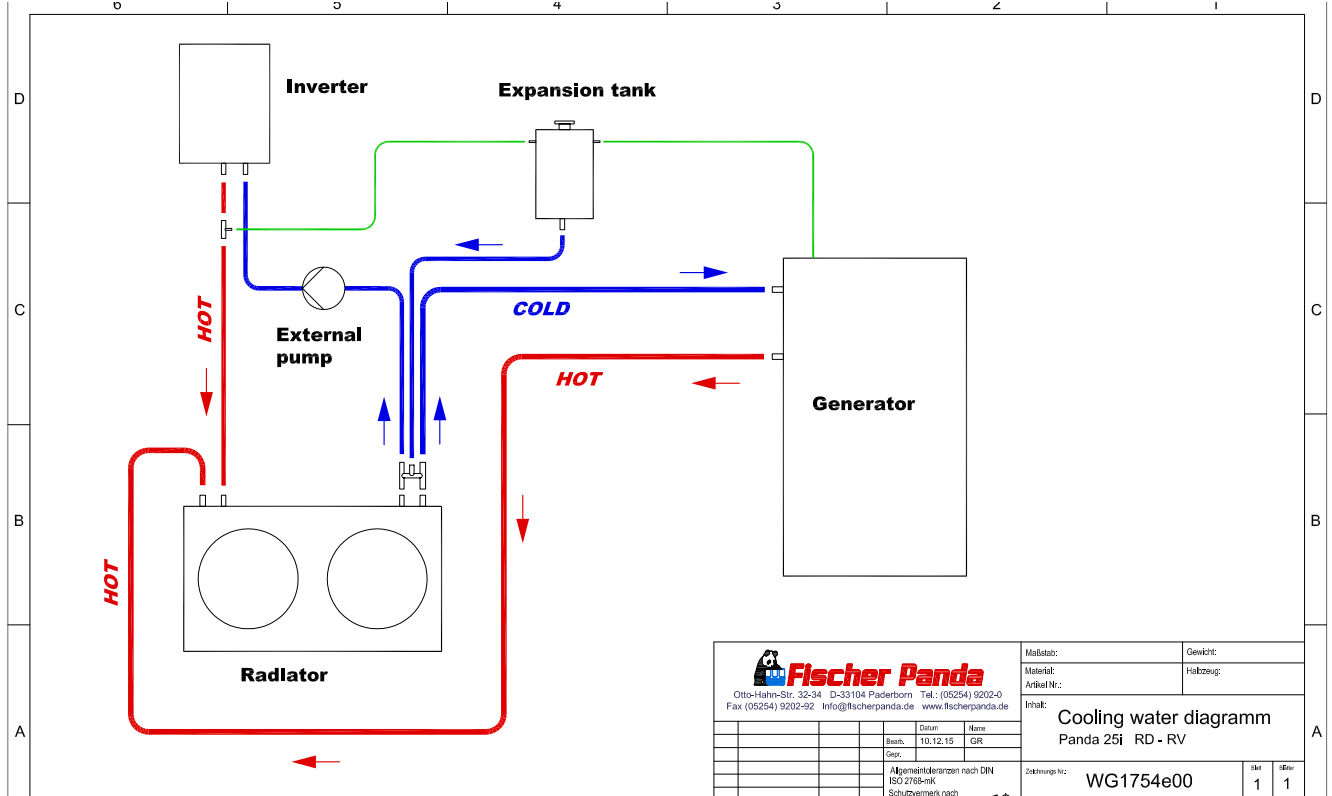 6 5 4 3 2 1
D
Inverter
Expansion tank
D
C
HOT
External
pump
COLD
HOT
Generator
C
B
HOT
Radiator
B
A
Fischer Panda
Otto-Hahn-Str. 32-34 D-33104 Paderborn Tel.: (05254) 9202-0
Fax (05254) 9202-92 Info@fischerpanda.de www.fischerpanda.de
Maßstab:
Gewicht:
Material:
Halbzeug:
Artikel Nr.:
Inhalt:
Cooling water diagramm
Panda 25i RD - RV
A
Datum Name
Bearb. 10.12.15 GR
Gepr.
Allgemeintoleranzen nach DIN
ISO 2768-mK
Schutzvermerk nach
Zeichnungs Nr.:
WG1754e00
Blatt
1
Blätter
1